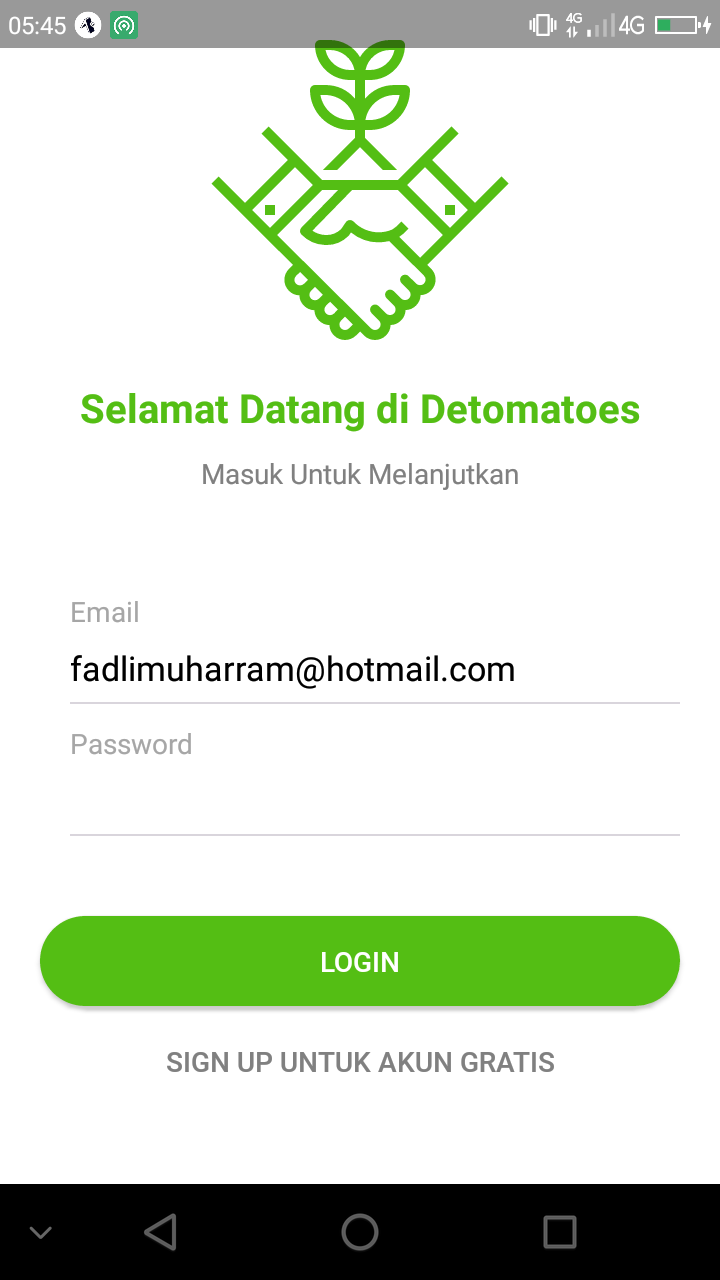 05:45
4G
4G
Selamat Datang di Detomatoes
Masuk Untuk Melanjutkan
Email
fadlimuharram@hotmail.com
Password
LOGIN
SIGN UP UNTUK AKUN GRATIS